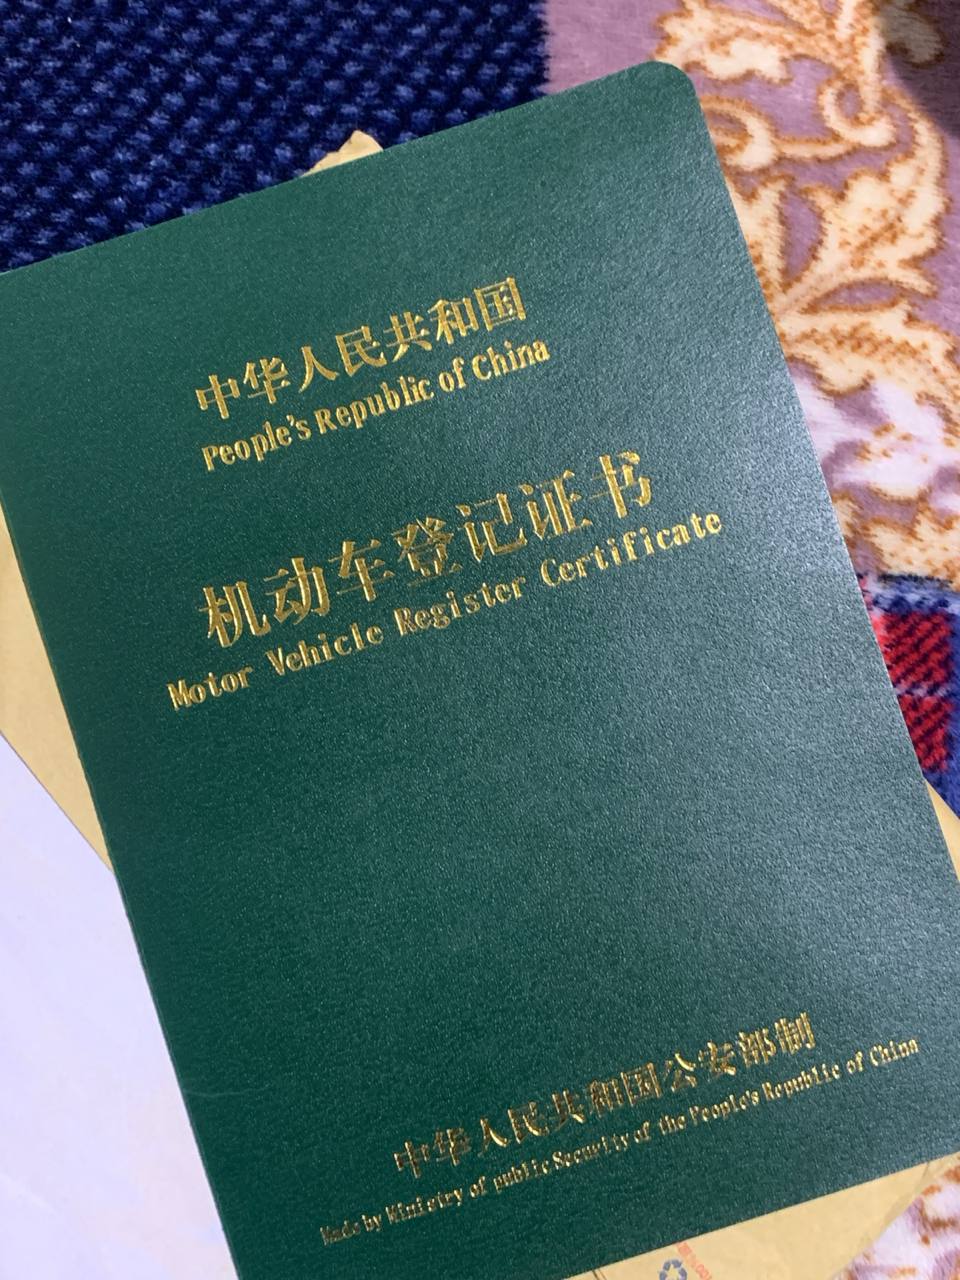 中华人民共和国
People's Republic of China
机动车登记证书
Motor Vehicle Register Certificate
中华人民共和国公安部制
Made by Ministry of public Security of the People's Republic of China